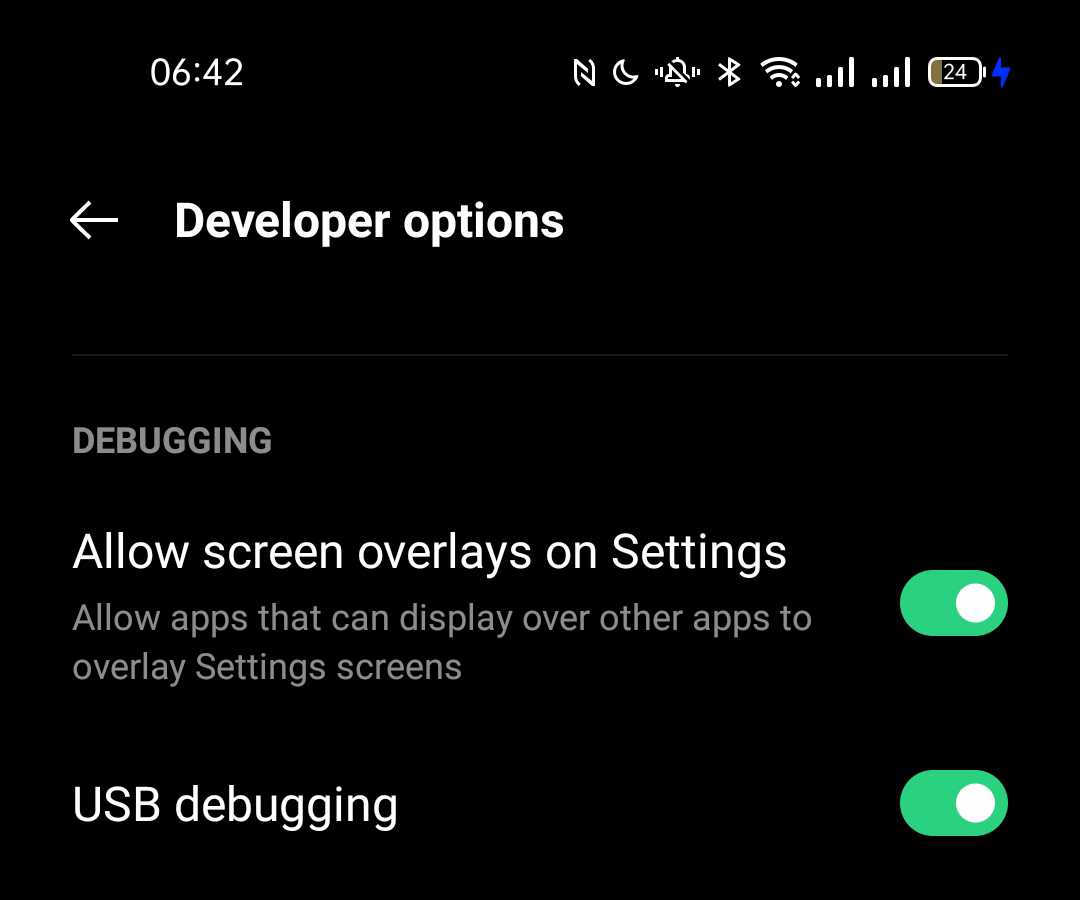 06:42 24
Developer options
DEBUGGING
Allow screen overlays on Settings
Allow apps that can display over other apps to
overlay Settings screens
USB debugging